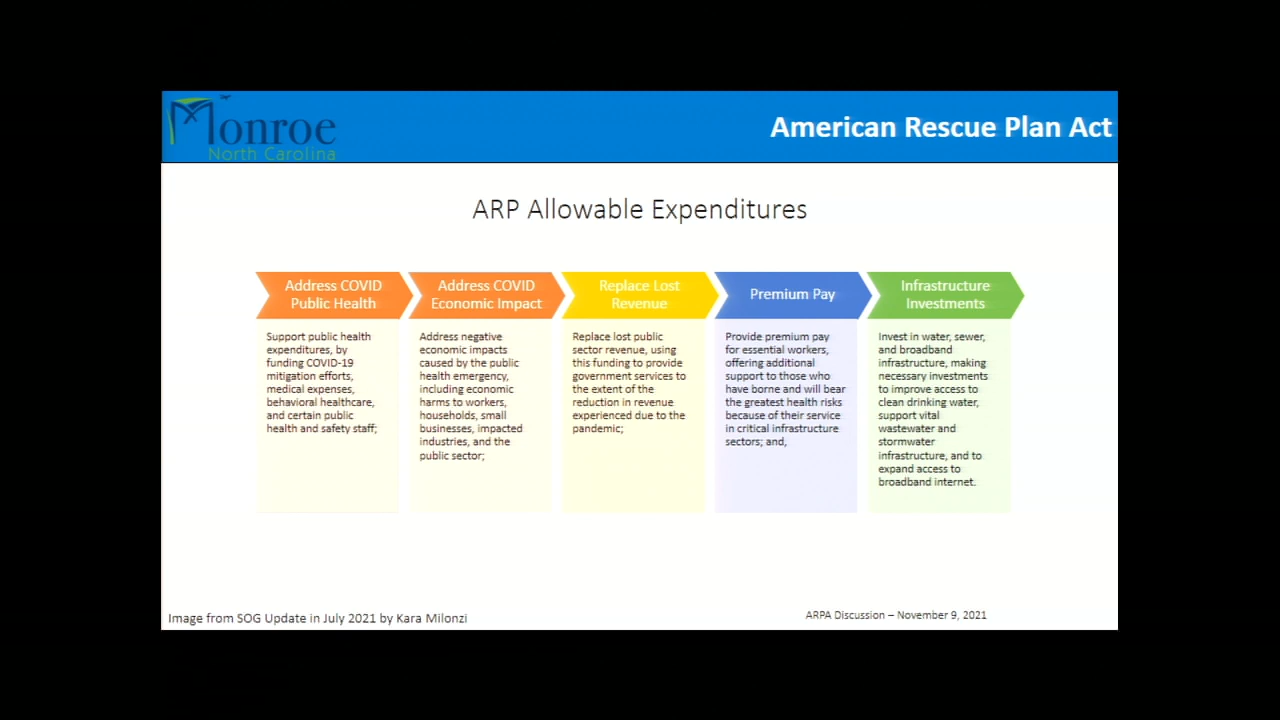 Monroe
North Carolina
American Rescue Plan Act
ARP Allowable Expenditures
Address COVID
Public Health
Support public health
expenditures, by
funding COVID-19
mitigation efforts,
medical expenses,
behavioral healthcare,
and certain public
health and safety staff;
Address COVID
Economic Impact
Address negative
economic impacts
caused by the public
health emergency,
including economic
harms to workers,
households, small
businesses, impacted
industries, and the
public sector;
Replace Lost
Revenue
Replace lost public
sector revenue, using
this funding to provide
government services to
the extent of the
reduction in revenue
experienced due to the
pandemic;
Premium Pay
Provide premium pay
for essential workers,
offering additional
support to those who
have borne and will bear
the greatest health risks
because of their service
in critical infrastructure
sectors; and,
Infrastructure
Investments
Invest in water, sewer,
and broadband
infrastructure, making
necessary investments
to improve access to
clean drinking water,
support vital
wastewater and
stormwater
infrastructure, and to
expand access to
broadband internet.
Image from SOG Update in July 2021 by Kara Milonzi
ARPA Discussion – November 9, 2021